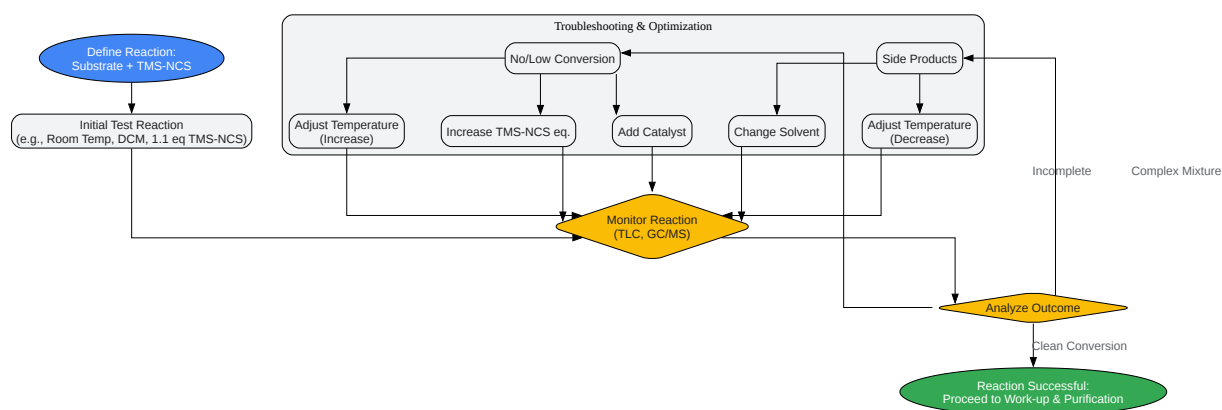 Troubleshooting & Optimization
Define Reaction:
Substrate + TMS-NCS
No/Low Conversion
Side Products
Initial Test Reaction
(e.g., Room Temp, DCM, 1.1 eq TMS-NCS)
Adjust Temperature
(Increase)
Increase TMS-NCS eq.
Add Catalyst
Change Solvent
Adjust Temperature
(Decrease)
Incomplete
Complex Mixture
Monitor Reaction
(TLC, GC/MS)
Analyze Outcome
Clean Conversion
Reaction Successful:
Proceed to Work-up & Purification